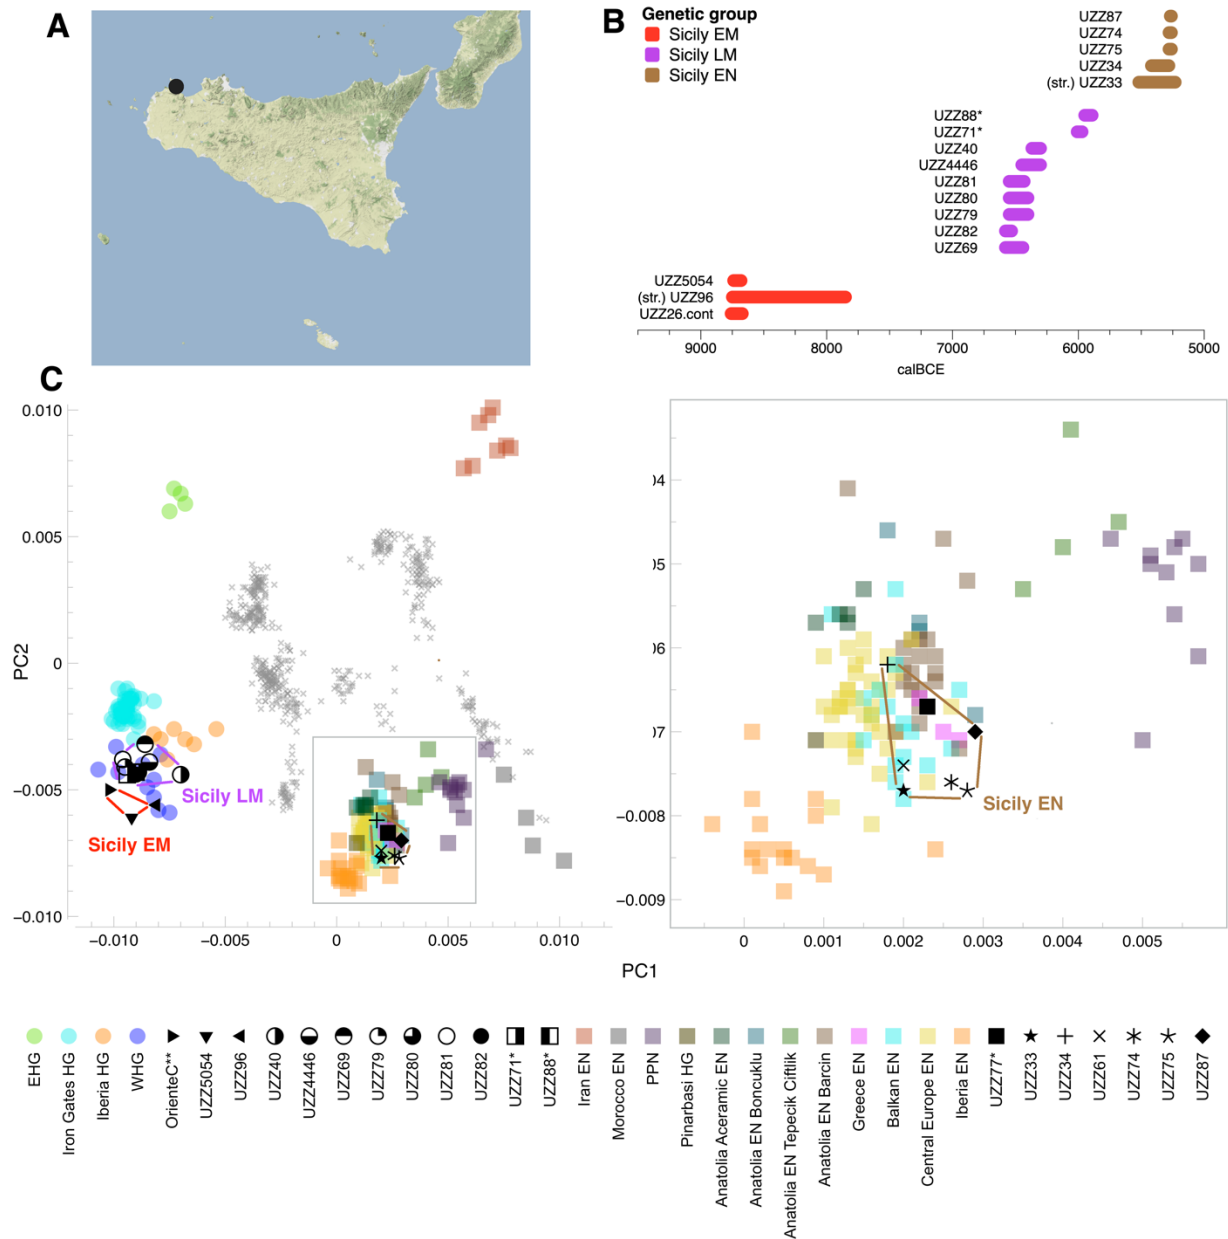 A
B
Genetic group
Sicily EM
Sicily LM
Sicily EN
UZZ87
UZZ74
UZZ75
UZZ34
(str.) UZZ33
UZZ88*
UZZ71*
UZZ40
UZZ4446
UZZ81
UZZ80
UZZ79
UZZ82
UZZ69
UZZ5054
(str.) UZZ96
UZZ26.cont
9000 8000 7000 6000 5000
calBCE
C
0.010
0.005
0
−0.005
−0.010
PC2
−0.010 −0.005 0 0.005 0.010
Sicily LM
Sicily EM
)4
05
06
07
−0.008
−0.009
0 0.001 0.002 0.003 0.004 0.005
Sicily EN
PC1
EHG
Iron Gates HG
Iberia HG
WHG
OrienteC**
UZZ5054
UZZ96
UZZ40
UZZ4446
UZZ69
UZZ79
UZZ80
UZZ81
UZZ82
UZZ71*
UZZ88*
Iran EN
Morocco EN
PPN
Pinarbasi HG
Anatolia Aceramic EN
Anatolia EN Boncuklu
Anatolia EN Tepecik Ciftlik
Anatolia EN Barcin
Greece EN
Balkan EN
Central Europe EN
Iberia EN
UZZ77*
UZZ33
UZZ34
UZZ61
UZZ74
UZZ75
UZZ87